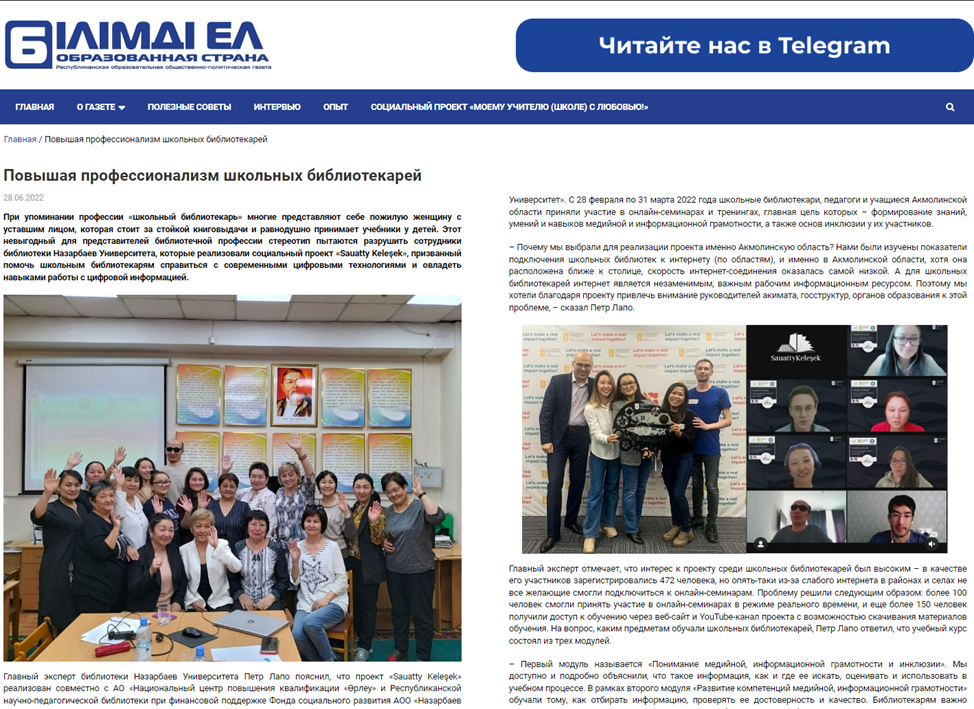 БІЛІМДІ ЕЛ
ОБРАЗОВАННАЯ СТРАНА
Республиканская образовательная общественно-политическая газета
Читайте нас в Telegram
ГЛАВНАЯ О ГАЗЕТЕ ПОЛЕЗНЫЕ СОВЕТЫ ИНТЕРВЬЮ ОПЫТ СОЦИАЛЬНЫЙ ПРОЕКТ «МОЕМУ УЧИТЕЛЮ (ШКОЛЕ) С ЛЮБОВЬЮ!»
Главная / Повышая профессионализм школьных библиотекарей
Повышая профессионализм школьных библиотекарей
28.06.2022
При упоминании профессии «школьный библиотекарь» многие представляют себе пожилую женщину с
уставшим лицом, которая стоит за стойкой книговыдачи и равнодушно принимает учебники у детей. Этот
невыгодный для представителей библиотечной профессии стереотип пытаются разрушить сотрудники
библиотеки Назарбаев Университета, которые реализовали социальный проект «Sauatty Keleşek», призванный
помочь школьным библиотекарям справиться с современными цифровыми технологиями и овладеть
навыками работы с цифровой информацией.
Главный эксперт библиотеки Назарбаев Университета Петр Лапо пояснил, что проект «Sauatty Keleşek»
реализован совместно с АО «Национальный центр повышения квалификации «Өрлеу» и Республиканской
научно-педагогической библиотеки при финансовой поддержке Фонда социального развития АОО «Назарбаев
Университет». С 28 февраля по 31 марта 2022 года школьные библиотекари, педагоги и учащиеся Акмолинской
области приняли участие в онлайн-семинарах и тренингах, главная цель которых – формирование знаний,
умений и навыков медийной и информационной грамотности, а также основ инклюзии у их участников.
– Почему мы выбрали для реализации проекта именно Акмолинскую область? Нами были изучены показатели
подключения школьных библиотек к интернету (по областям), и именно в Акмолинской области, хотя она
расположена ближе к столице, скорость интернет-соединения оказалась самой низкой. А для школьных
библиотекарей интернет является незаменимым, важным рабочим информационным ресурсом. Поэтому мы
хотели благодаря проекту привлечь внимание руководителей акимата, госструктур, органов образования к этой
проблеме, – сказал Петр Лапо.
Let's make a real
impact together!
SauattyKeleşek
Главный эксперт отмечает, что интерес к проекту среди школьных библиотекарей был высоким – в качестве
его участников зарегистрировались 472 человека, но опять-таки из-за слабого интернета в районах и селах не
все желающие смогли подключиться к онлайн-семинарам. Проблему решили следующим образом: более 100
человек смогли принять участие в онлайн-семинарах в режиме реального времени, и еще более 150 человек
получили доступ к обучению через веб-сайт и YouTube-канал проекта с возможностью скачивания материалов
обучения. На вопрос, каким предметам обучали школьных библиотекарей, Петр Лапо ответил, что учебный курс
состоял из трех модулей.
– Первый модуль называется «Понимание медийной, информационной грамотности и инклюзии». Мы
доступно и подробно объяснили, что такое информация, как и где ее искать, оценивать и использовать в
учебном процессе. В рамках второго модуля «Развитие компетенций медийной, информационной грамотности»
обучали тому, как отбирать информацию, проверять ее достоверность и качество. Библиотекарям важно